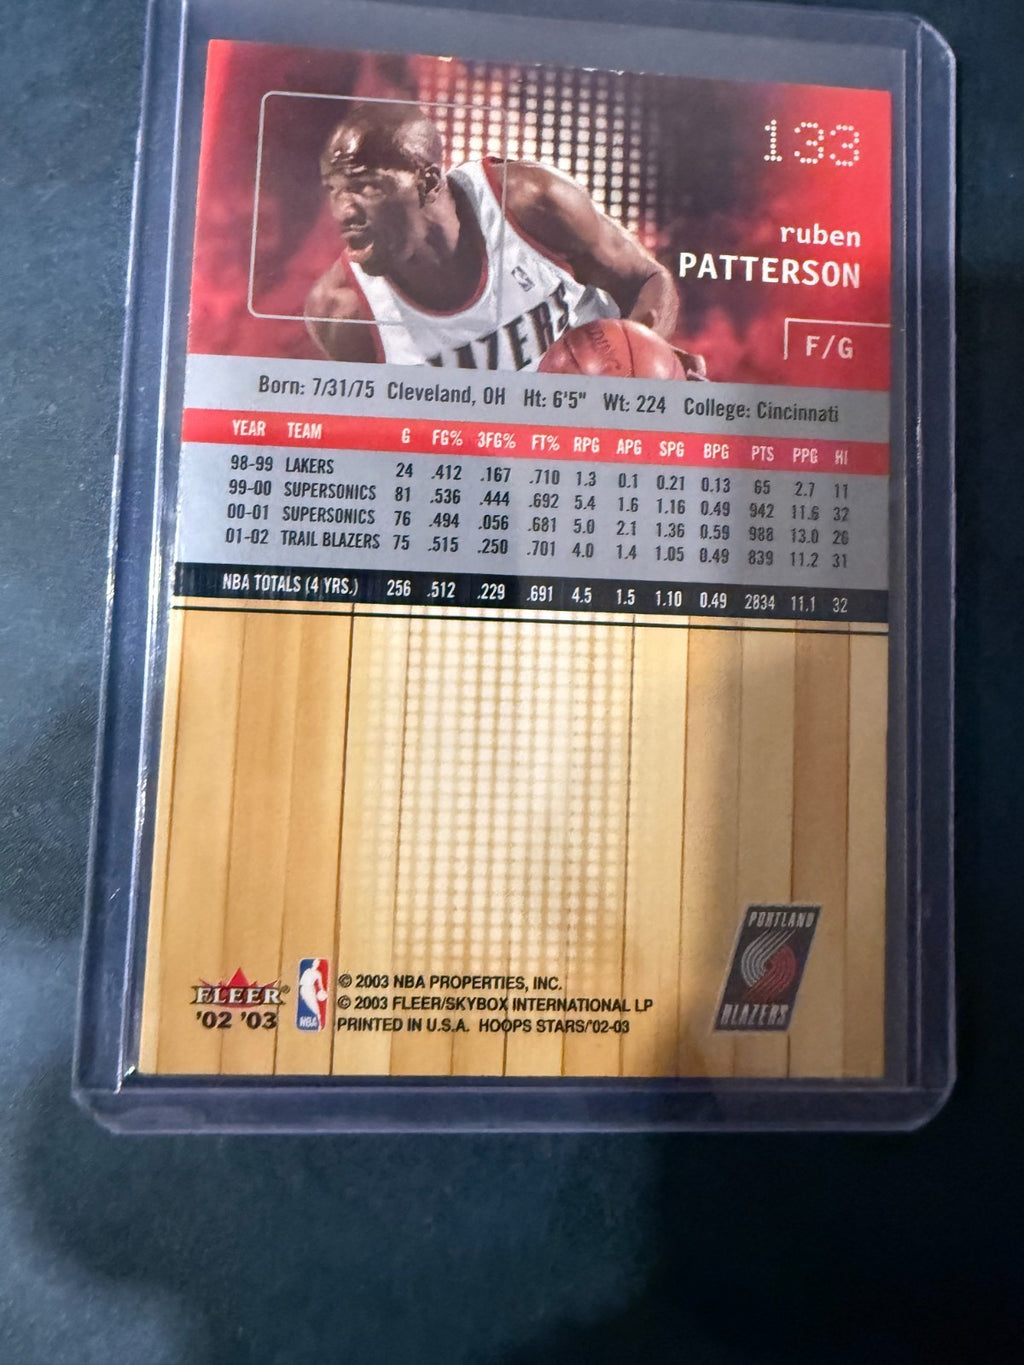 133
ruben
PATTERSON
F/G
BLAZERS
Born: 7/31/75 Cleveland, OH Ht: 6'5" Wt: 224 College: Cincinnati
YEAR TEAM G FG% 3FG% FT% RPG APG SPG BPG PTS PPG HI
98-99 LAKERS 24 .412 .167 .710 1.3 0.1 0.21 0.13 65 2.7 11
99-00 SUPERSONICS 81 .536 .444 .692 5.4 1.6 1.16 0.49 942 11.6 32
00-01 SUPERSONICS 76 .494 .056 .681 5.0 2.1 1.36 0.59 988 13.0 26
01-02 TRAIL BLAZERS 75 .515 .250 .701 4.0 1.4 1.05 0.49 839 11.2 31
NBA TOTALS (4 YRS.) 256 .512 .229 .691 4.5 1.5 1.10 0.49 2834 11.1 32
PORTLAND
BLAZERS
FLEER®
'02 '03
NBA
© 2003 NBA PROPERTIES, INC.
© 2003 FLEER/SKYBOX INTERNATIONAL LP
PRINTED IN U.S.A. HOOPS STARS/'02-03